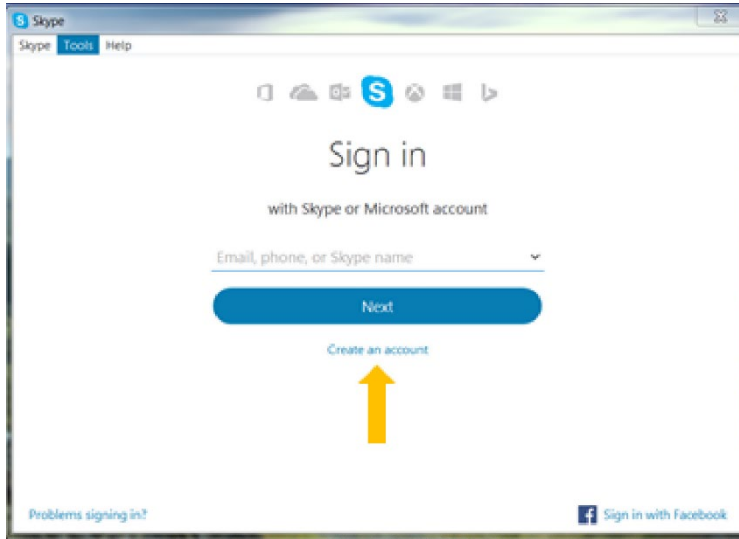 Skype
Skype Tools Help
Sign in
with Skype or Microsoft account
Email, phone, or Skype name
Next
Create an account
Problems signing in?
Sign in with Facebook